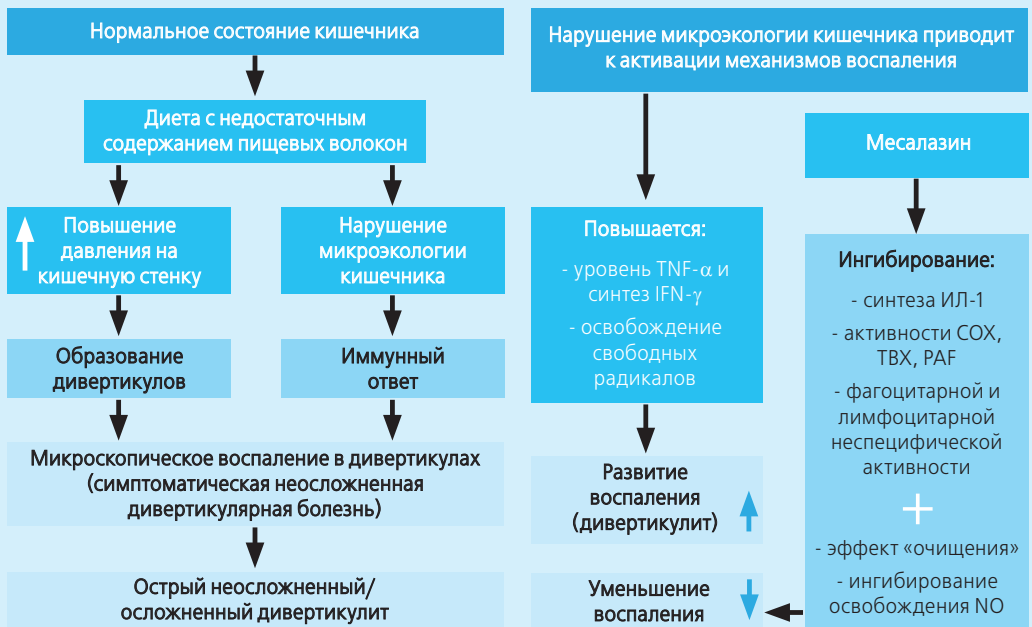 Нормальное состояние кишечника
Диета с недостаточным
содержанием пищевых волокон
Повышение
давления на
кишечную стенку
Нарушение
микроэкологии
кишечника
Образование
дивертикулов
Иммунный
ответ
Микроскопическое воспаление в дивертикулах
(симптоматическая неосложненная
дивертикулярная болезнь)
Острый неосложненный/
осложненный дивертикулит
Нарушение микроэкологии кишечника приводит
к активации механизмов воспаления
Повышается:
- уровень TNF-α и
синтез IFN-γ
- освобождение
свободных
радикалов
Развитие
воспаления
(дивертикулит)
Уменьшение
воспаления
Месалазин
Ингибирование:
- синтеза ИЛ-1
- активности COX,
TBX, PAF
- фагоцитарной и
лимфоцитарной
неспецифической
активности
+
- эффект «очищения»
- ингибирование
освобождения NO